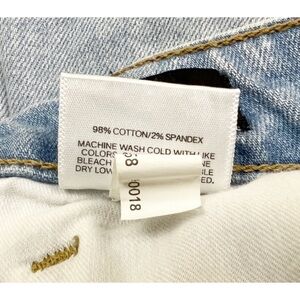 98% COTTON/2% SPANDEX
MACHINE WASH COLD WITH LIKE
COLORS
BLEACH
DRY LOW
0018